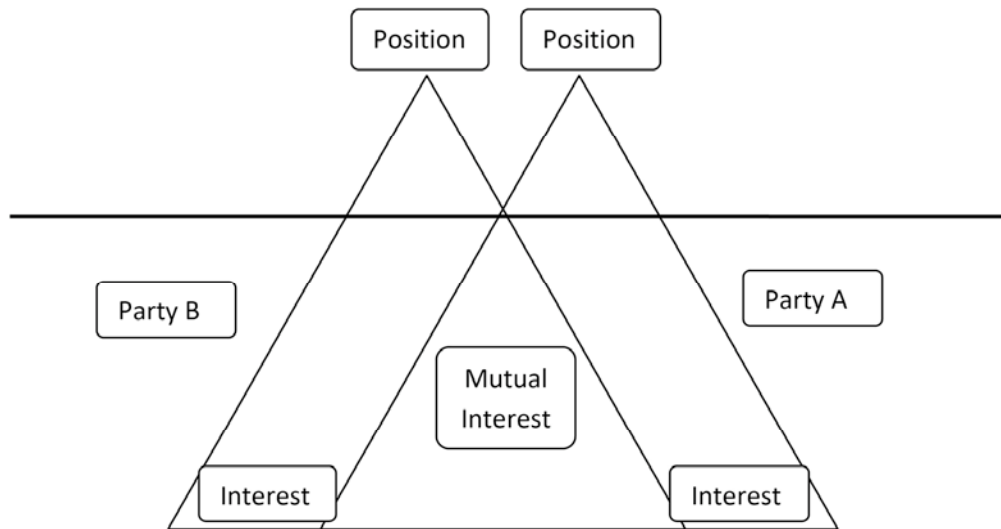 Position
Position
Party B
Party A
Mutual
Interest
Interest
Interest